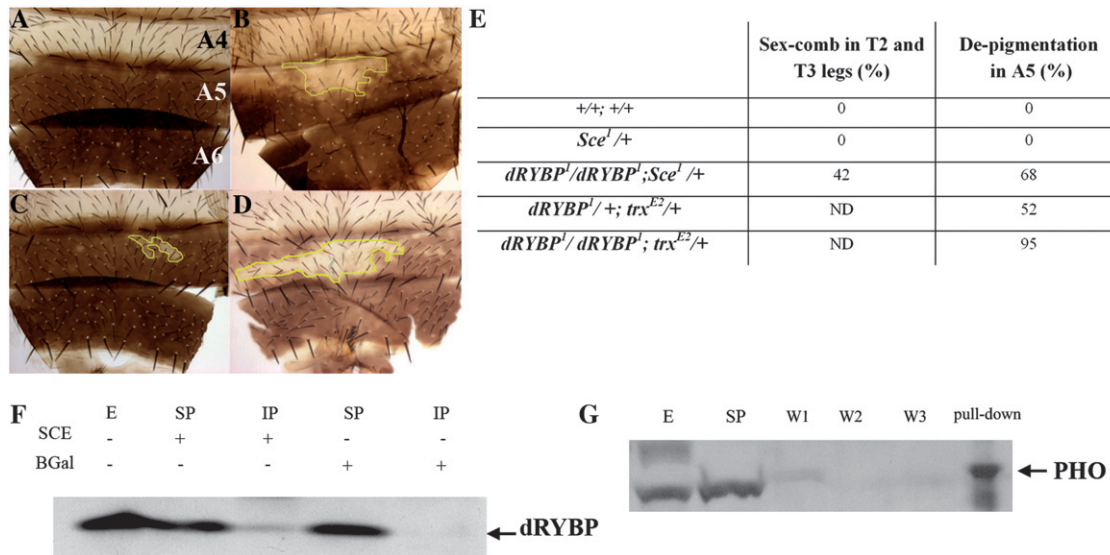 A
B
A4
A5
A6
C
D
E
Sex-comb in T2 and T3 legs (%)
De-pigmentation in A5 (%)
+/+; +/+ 0 0
Sce¹ /+ 0 0
dRYBP¹/dRYBP¹;Sce¹ /+ 42 68
dRYBP¹/ +; trxᴱ²/+ ND 52
dRYBP¹/ dRYBP¹; trxᴱ²/+ ND 95
F
E SP IP SP IP
SCE - + + - -
BGal - - - + +
dRYBP
G
E SP W1 W2 W3 pull-down
PHO